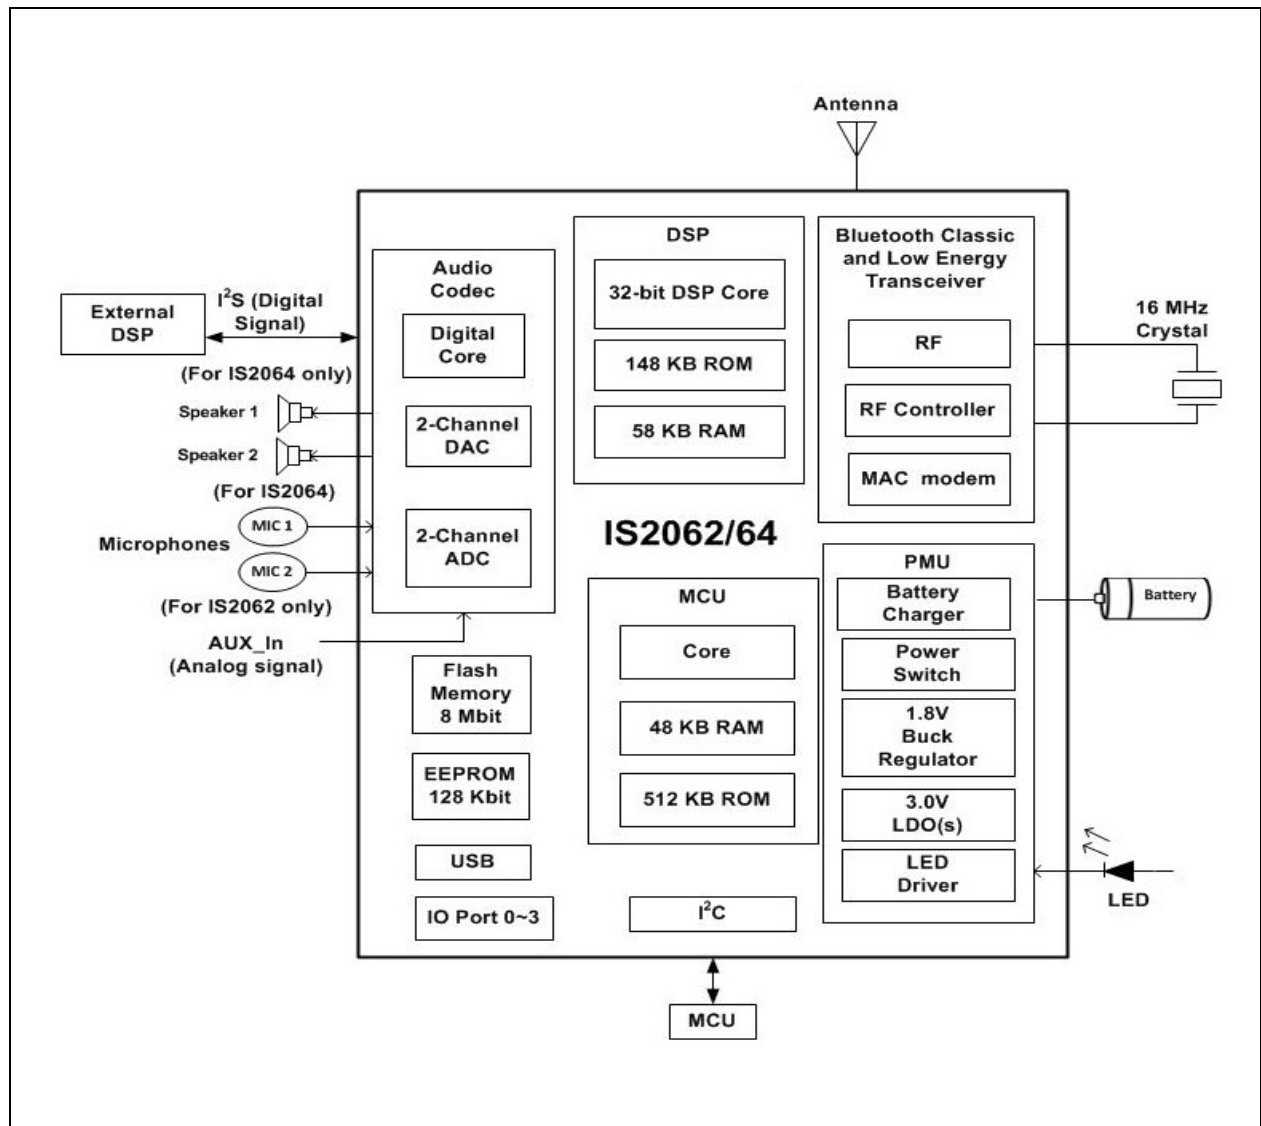 Antenna
DSP
32-bit DSP Core
148 KB ROM
58 KB RAM
Bluetooth Classic
and Low Energy
Transceiver
RF
RF Controller
MAC modem
16 MHz
Crystal
Audio
Codec
Digital
Core
2-Channel
DAC
2-Channel
ADC
External
DSP
I²S (Digital
Signal)
(For IS2064 only)
Speaker 1
Speaker 2
(For IS2064)
Microphones
MIC 1
MIC 2
(For IS2062 only)
AUX_In
(Analog signal)
IS2062/64
MCU
Core
48 KB RAM
512 KB ROM
PMU
Battery
Charger
Power
Switch
1.8V
Buck
Regulator
3.0V
LDO(s)
LED
Driver
Battery
LED
Flash
Memory
8 Mbit
EEPROM
128 Kbit
USB
IO Port 0~3
I²C
MCU